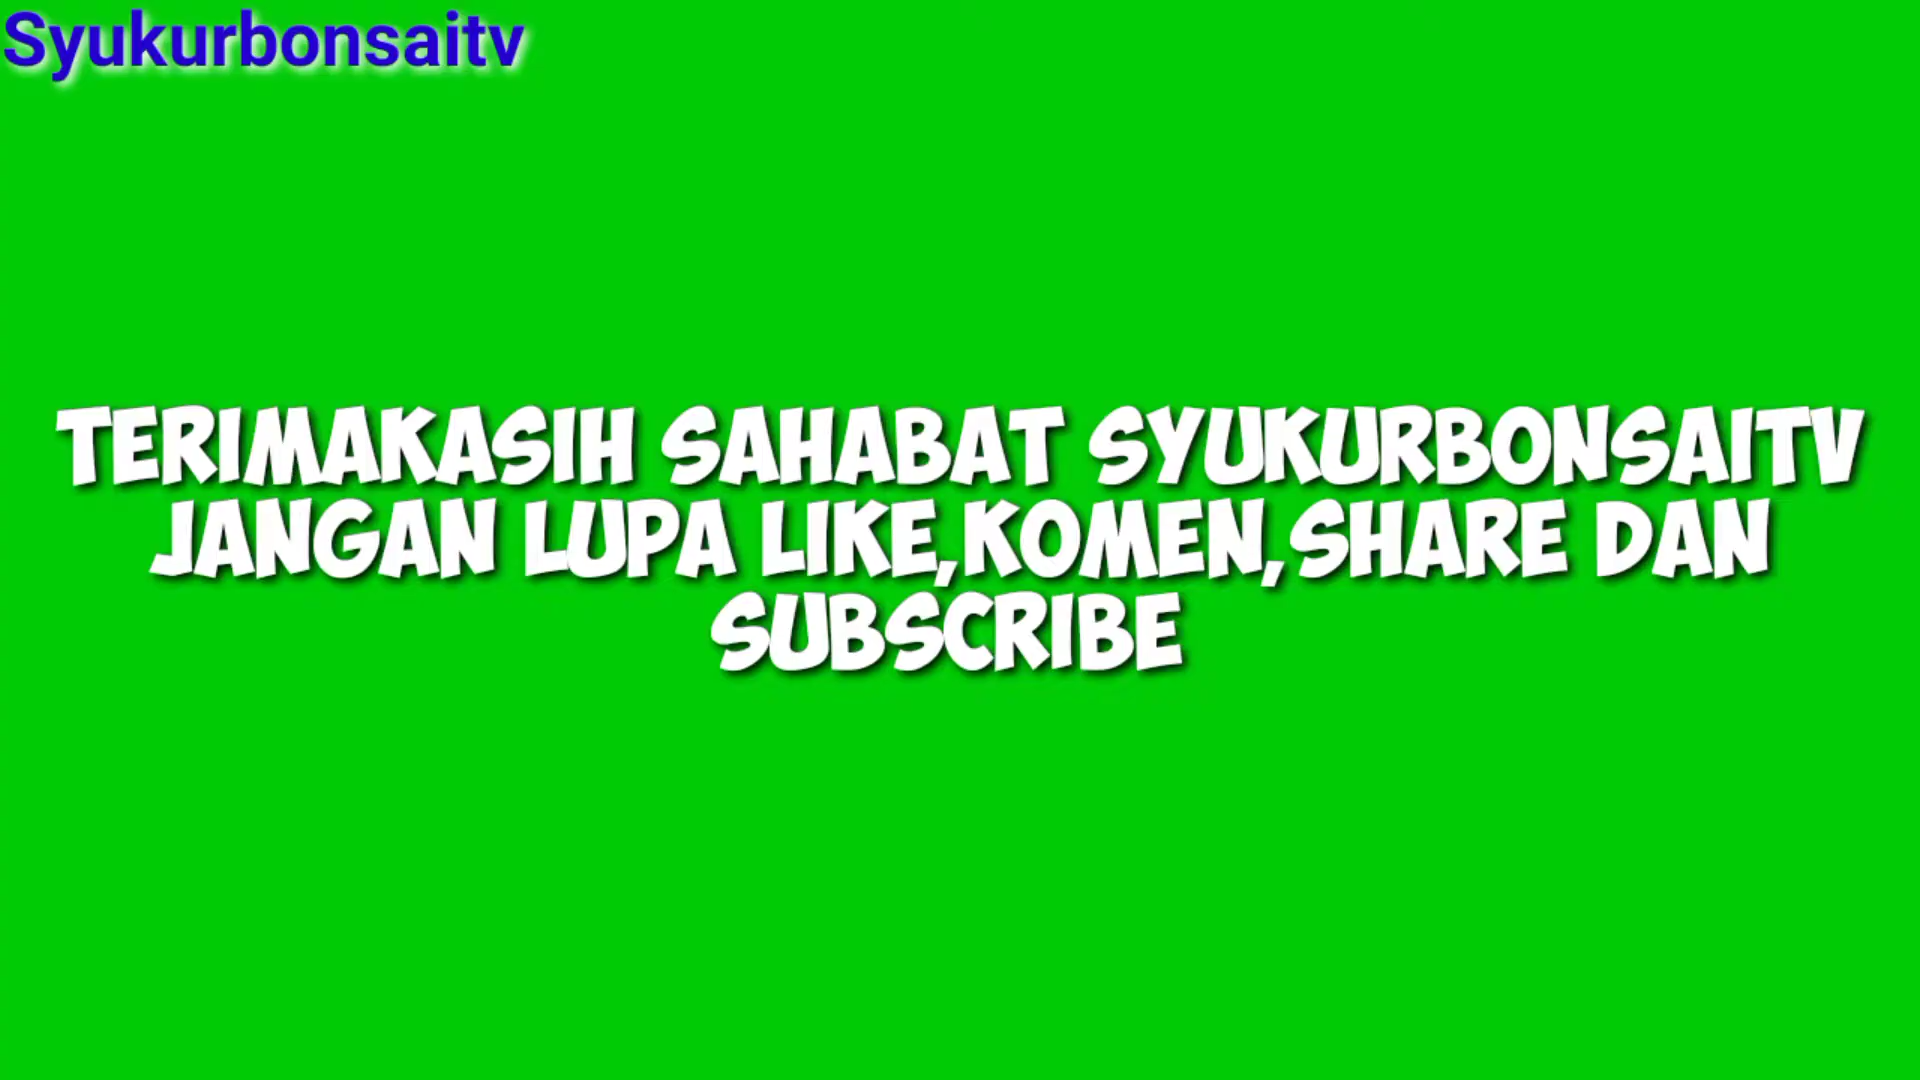 Syukurbonsaitv
TERIMAKASIH SAHABAT SYUKURBONSAITV
JANGAN LUPA LIKE,KOMEN,SHARE DAN
SUBSCRIBE